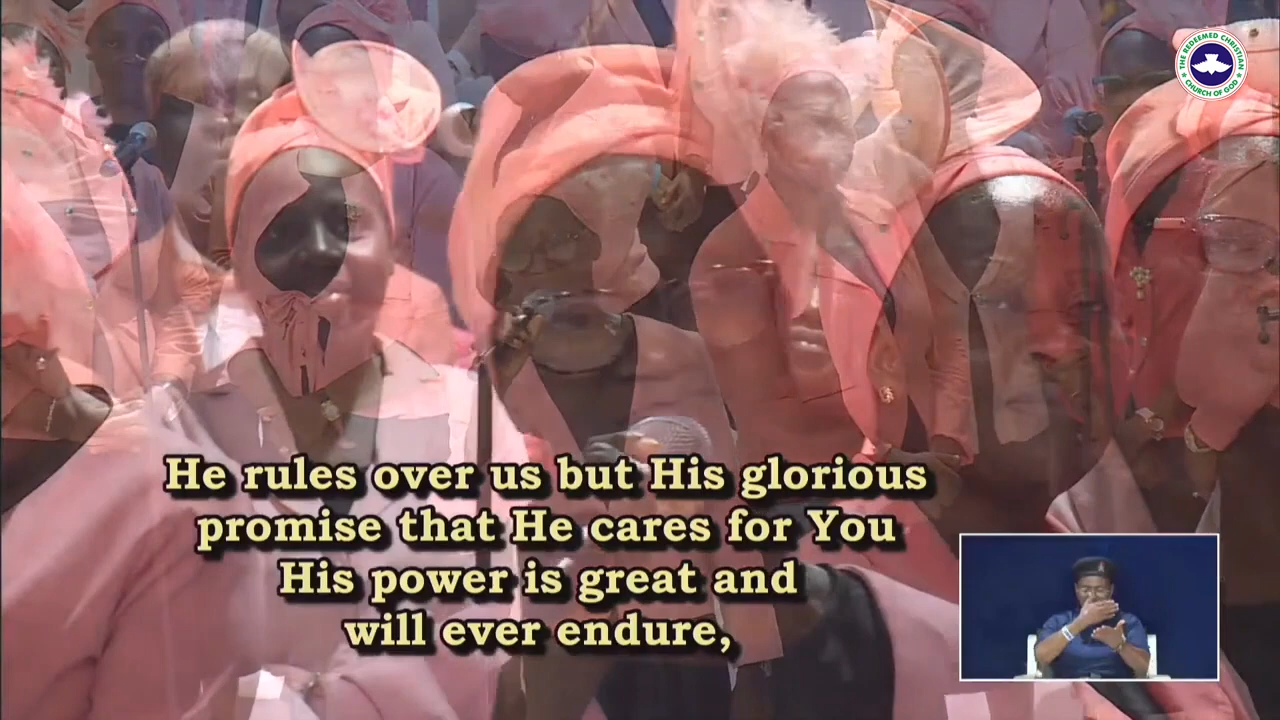 THE REDEEMED CHRISTIAN
CHURCH OF GOD
He rules over us but His glorious
promise that He cares for You
His power is great and
will ever endure,